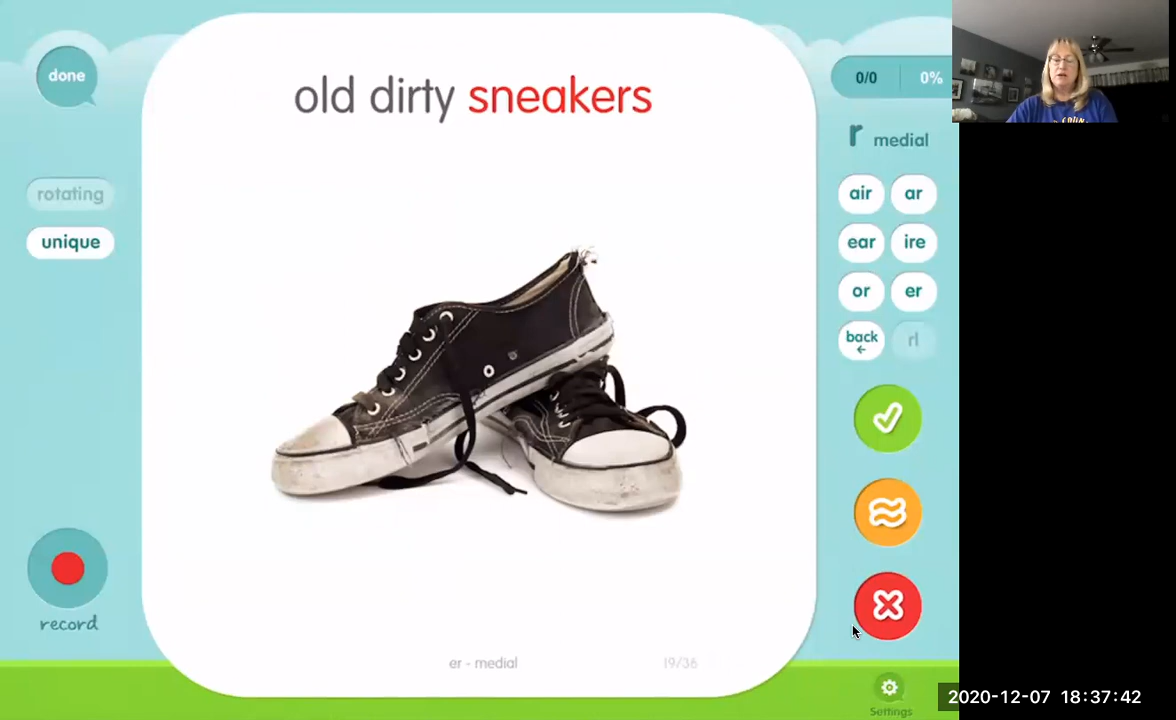 done
old dirty sneakers
0/0 0%
r medial
rotating
unique
air ar
ear ire
or er
back rl
record
er - medial 19/36
Settings
2020-12-07 18:37:42